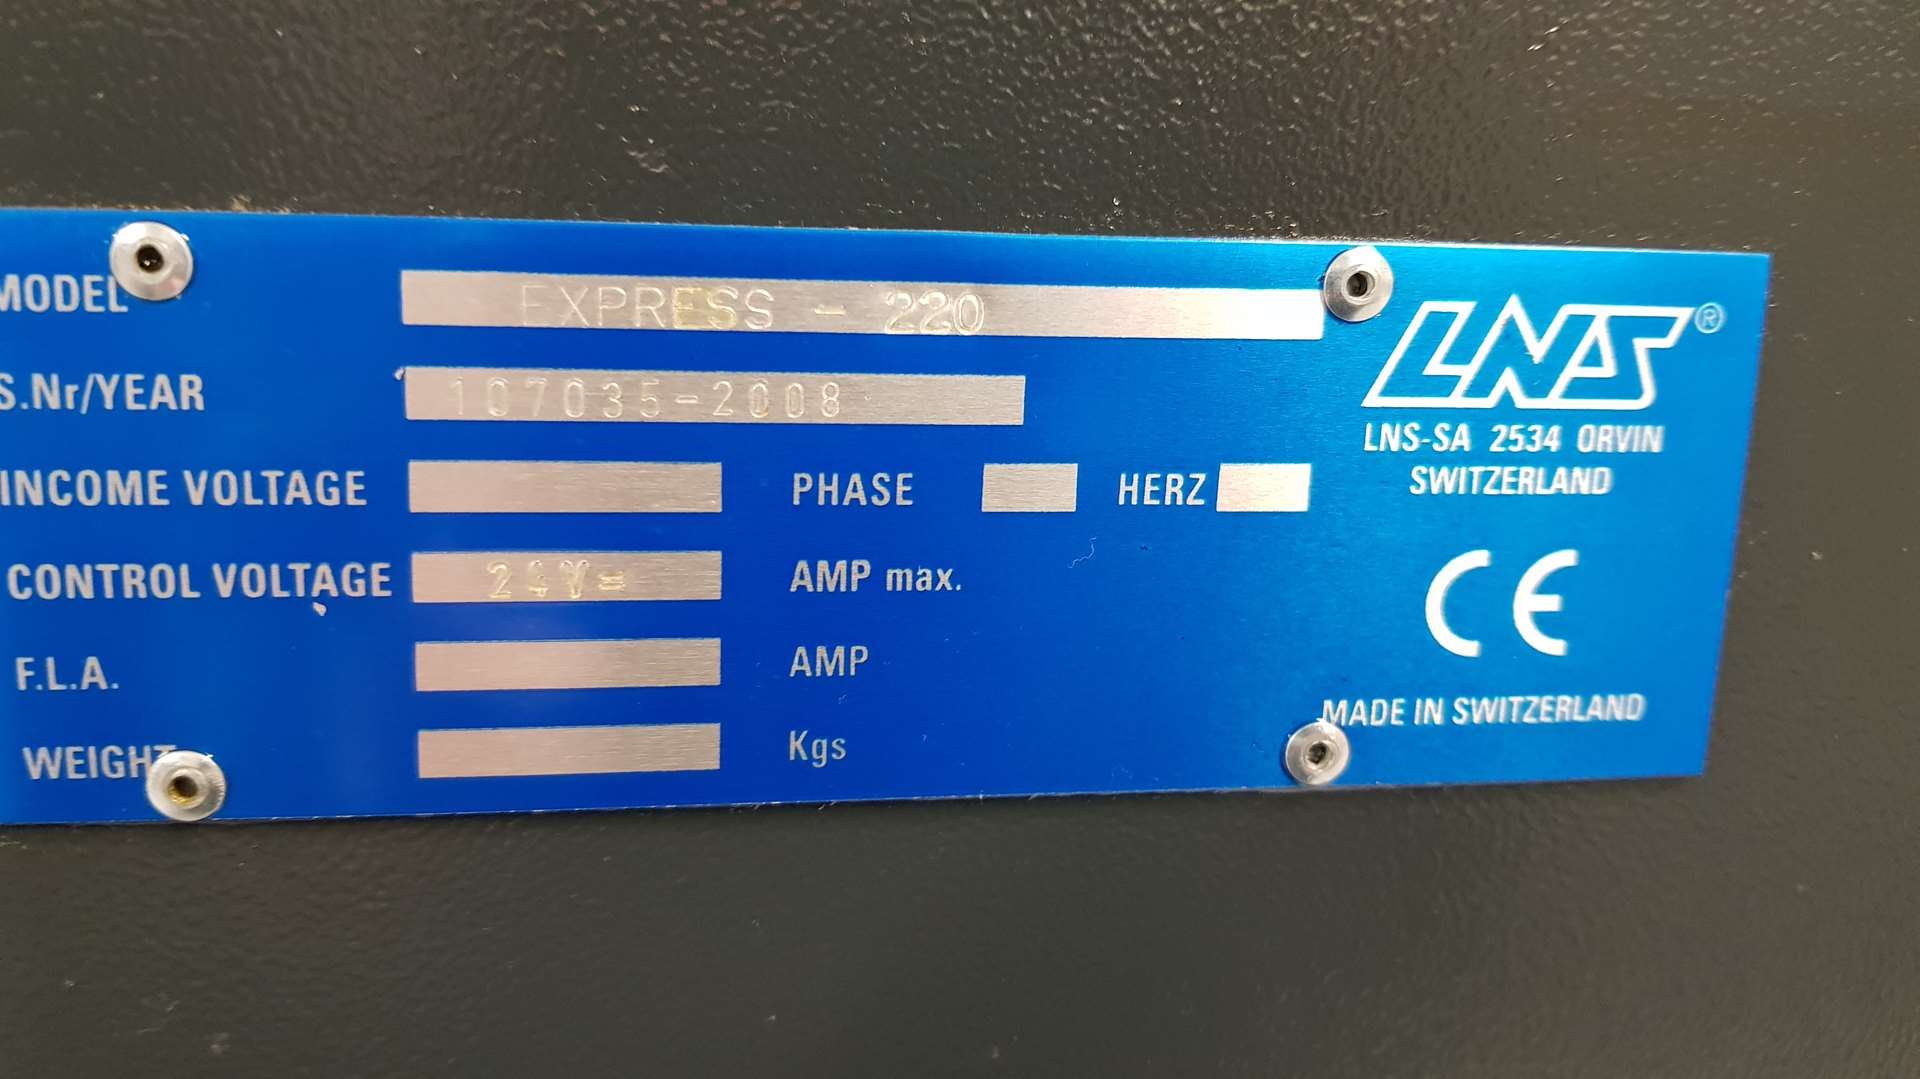 MODEL EXPRESS - 220
LNS®
S.Nr/YEAR 107035-2008
LNS-SA 2534 ORVIN
SWITZERLAND
INCOME VOLTAGE PHASE HERZ
CONTROL VOLTAGE 24V= AMP max.
CE
F.L.A. AMP
MADE IN SWITZERLAND
WEIGHT Kgs